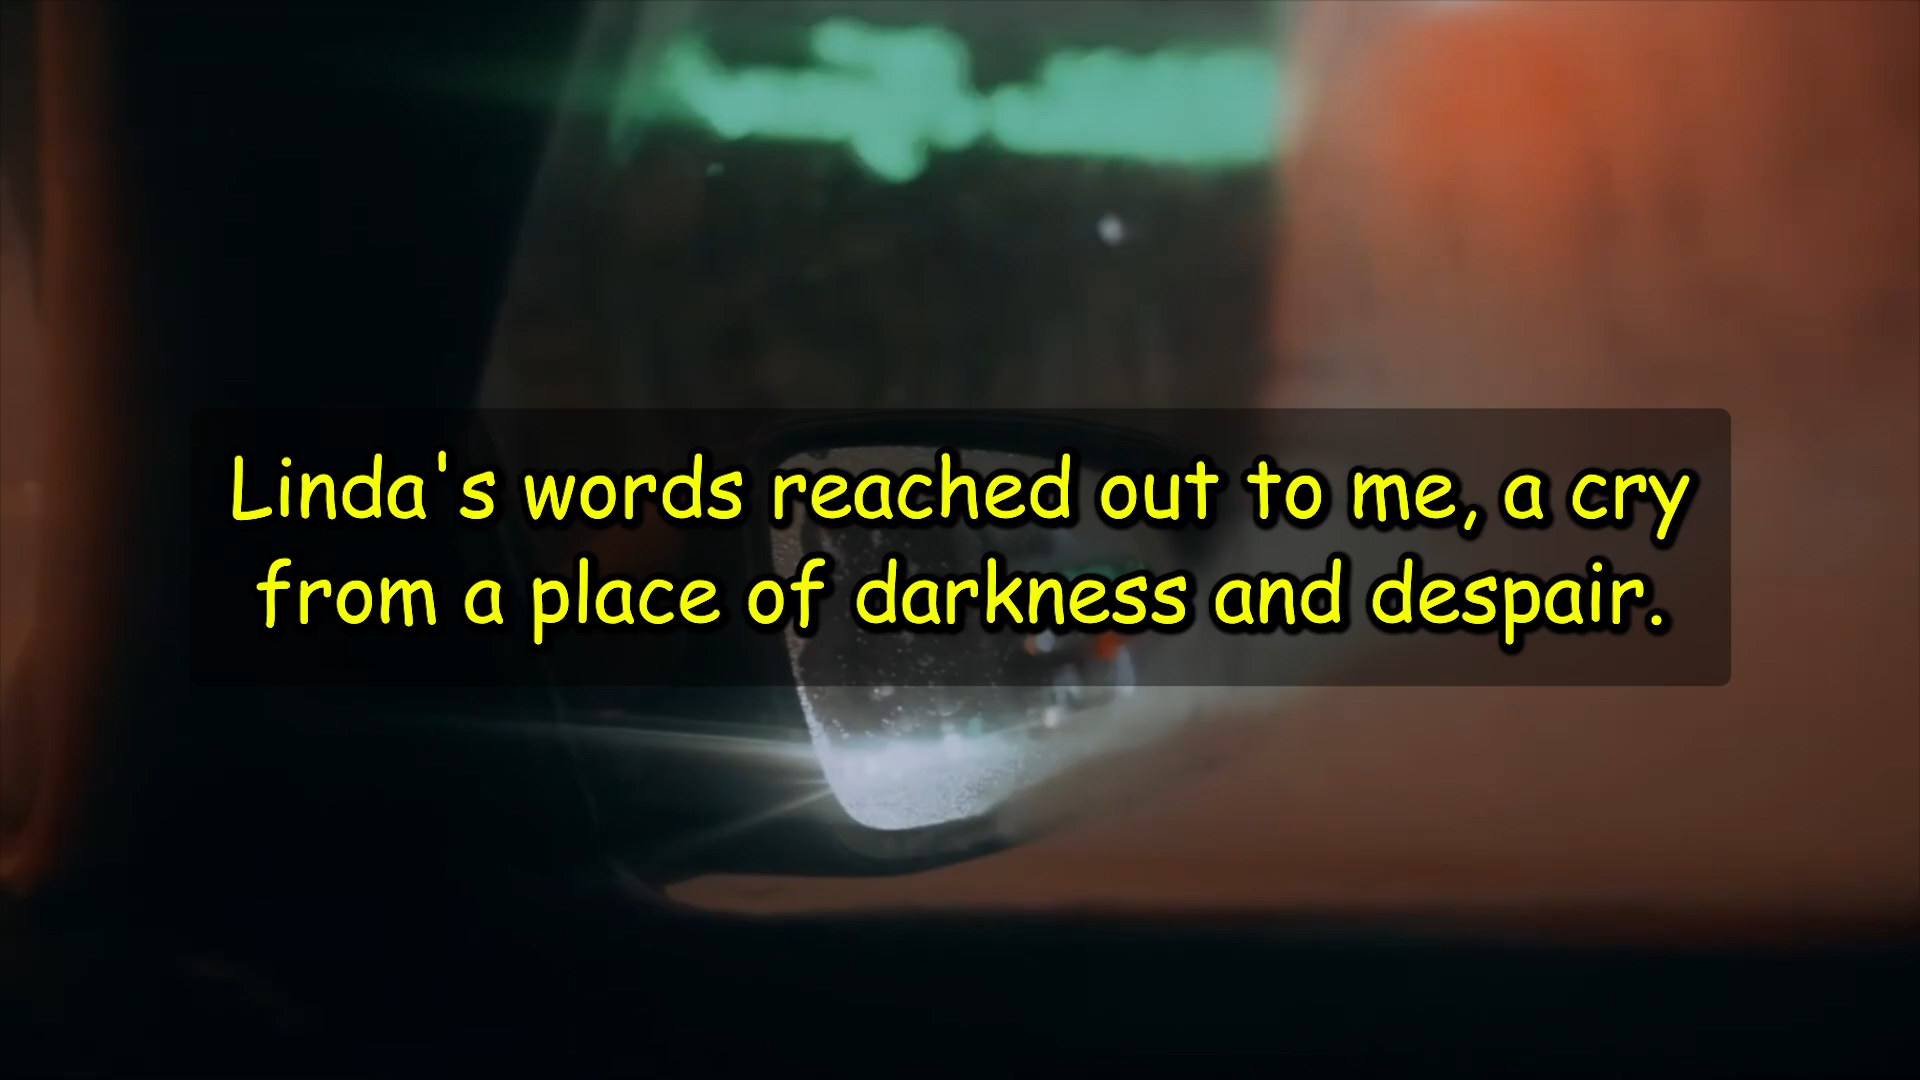 Linda's words reached out to me, a cry
from a place of darkness and despair.